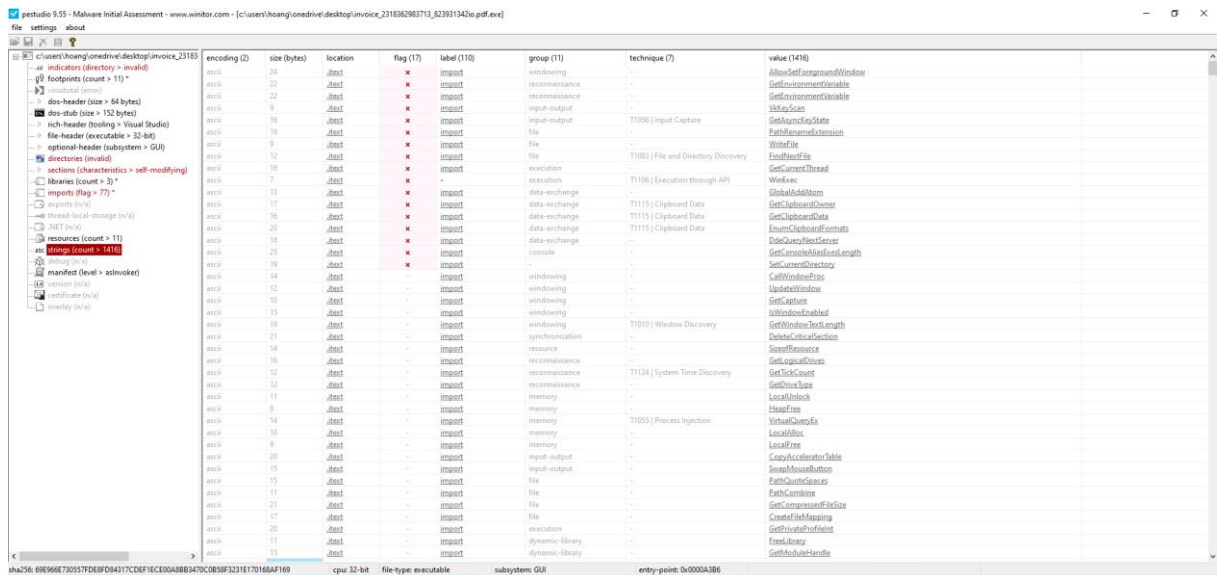 pestudio 9.55 - Malware Initial Assessment - www.winitor.com - [c:\users\hoang\onedrive\desktop\invoice_2318362983713_823931342io.pdf.exe]
file settings about
c:\users\hoang\onedrive\desktop\invoice_23183
indicators (directory > invalid)
footprints (count > 11) *
virustotal (error)
dos-header (size > 64 bytes)
dos-stub (size > 152 bytes)
rich-header (tooling > Visual Studio)
file-header (executable > 32-bit)
optional-header (subsystem > GUI)
directories (invalid)
sections (characteristics > self-modifying)
libraries (count > 3) *
imports (flag > 77) *
exports (n/a)
thread-local-storage (n/a)
.NET (n/a)
resources (count > 11)
abc strings (count > 1416)
debug (n/a)
manifest (level > asInvoker)
version (n/a)
certificate (n/a)
overlay (n/a)
encoding (2) size (bytes) location flag (17) label (110) group (11) technique (7) value (1416)
ascii 24 .itext x import windowing - AllowSetForegroundWindow
ascii 22 .itext x import reconnaissance - GetEnvironmentVariable
ascii 22 .itext x import reconnaissance - GetEnvironmentVariable
ascii 9 .itext x import input-output - VkKeyScan
ascii 16 .itext x import input-output T1056 | Input Capture GetAsyncKeyState
ascii 19 .itext x import file - PathRenameExtension
ascii 9 .itext x import file - WriteFile
ascii 12 .itext x import file T1083 | File and Directory Discovery FindNextFile
ascii 16 .itext x import execution - GetCurrentThread
ascii 7 .itext x - execution T1106 | Execution through API WinExec
ascii 13 .itext x import data-exchange - GlobalAddAtom
ascii 17 .itext x import data-exchange T1115 | Clipboard Data GetClipboardOwner
ascii 16 .itext x import data-exchange T1115 | Clipboard Data GetClipboardData
ascii 20 .itext x import data-exchange T1115 | Clipboard Data EnumClipboardFormats
ascii 18 .itext x import data-exchange - DdeQueryNextServer
ascii 25 .itext x import console - GetConsoleAliasExesLength
ascii 19 .itext x import - - SetCurrentDirectory
ascii 14 .itext - import windowing - CallWindowProc
ascii 12 .itext - import windowing - UpdateWindow
ascii 10 .itext - import windowing - GetCapture
ascii 15 .itext - import windowing - IsWindowEnabled
ascii 19 .itext - import windowing T1010 | Window Discovery GetWindowTextLength
ascii 21 .itext - import synchronization - DeleteCriticalSection
ascii 14 .itext - import resource - SizeofResource
ascii 16 .itext - import reconnaissance - GetLogicalDrives
ascii 12 .itext - import reconnaissance T1124 | System Time Discovery GetTickCount
ascii 12 .itext - import reconnaissance - GetDriveType
ascii 11 .itext - import memory - LocalUnlock
ascii 8 .itext - import memory - HeapFree
ascii 14 .itext - import memory T1055 | Process Injection VirtualQueryEx
ascii 10 .itext - import memory - LocalAlloc
ascii 9 .itext - import memory - LocalFree
ascii 20 .itext - import input-output - CopyAcceleratorTable
ascii 15 .itext - import input-output - SwapMouseButton
ascii 15 .itext - import file - PathQuoteSpaces
ascii 11 .itext - import file - PathCombine
ascii 21 .itext - import file - GetCompressedFileSize
ascii 17 .itext - import file - CreateFileMapping
ascii 20 .itext - import execution - GetPrivateProfileInt
ascii 11 .itext - import dynamic-library - FreeLibrary
ascii 15 .itext - import dynamic-library - GetModuleHandle
cpu: 32-bit file-type: executable subsystem: GUI entry-point: 0x0000A3B6